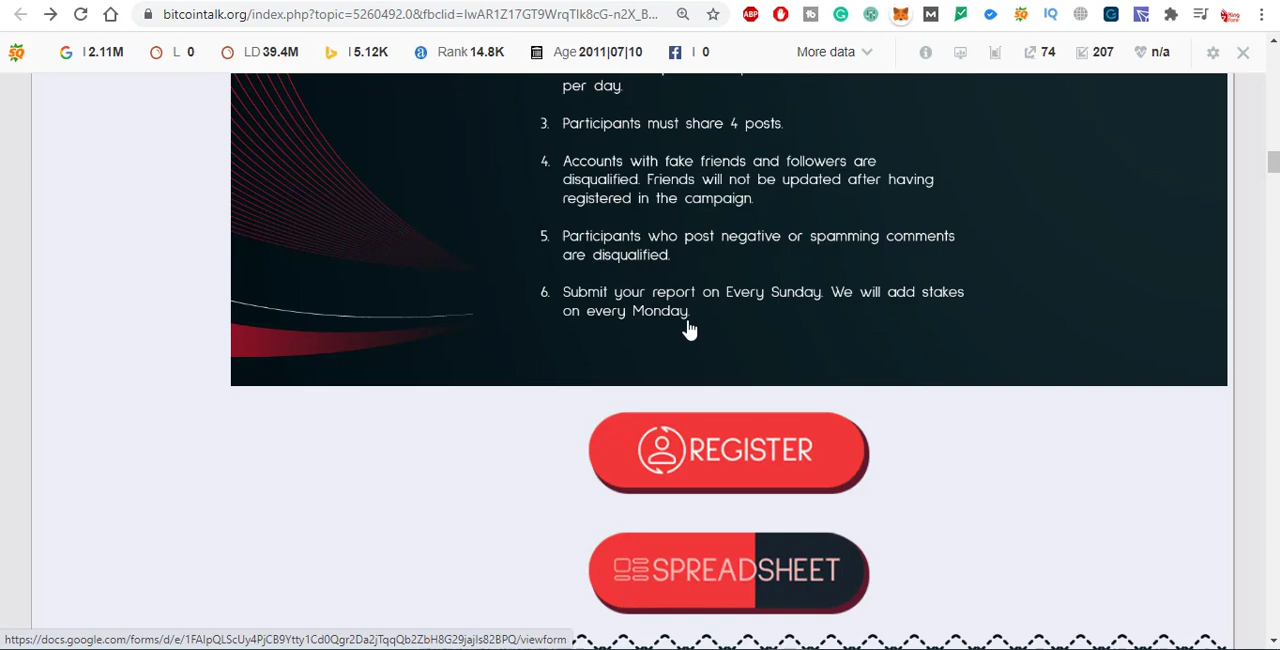 bitcointalk.org/index.php?topic=5260492.0&fbclid=IwAR1Z17GT9WrqTlk8cG-n2X_B...
I 2.11M L 0 LD 39.4M I 5.12K Rank 14.8K Age 2011|07|10 I 0 More data 74 207 n/a
per day.
3. Participants must share 4 posts.
4. Accounts with fake friends and followers are
disqualified. Friends will not be updated after having
registered in the campaign.
5. Participants who post negative or spamming comments
are disqualified.
6. Submit your report on Every Sunday. We will add stakes
on every Monday.
REGISTER
SPREADSHEET
https://docs.google.com/forms/d/e/1FAIpQLScUy4PjCB9Ytty1Cd0Qgr2Da2jTqqQb2ZbH8G29jajls82BPQ/viewform